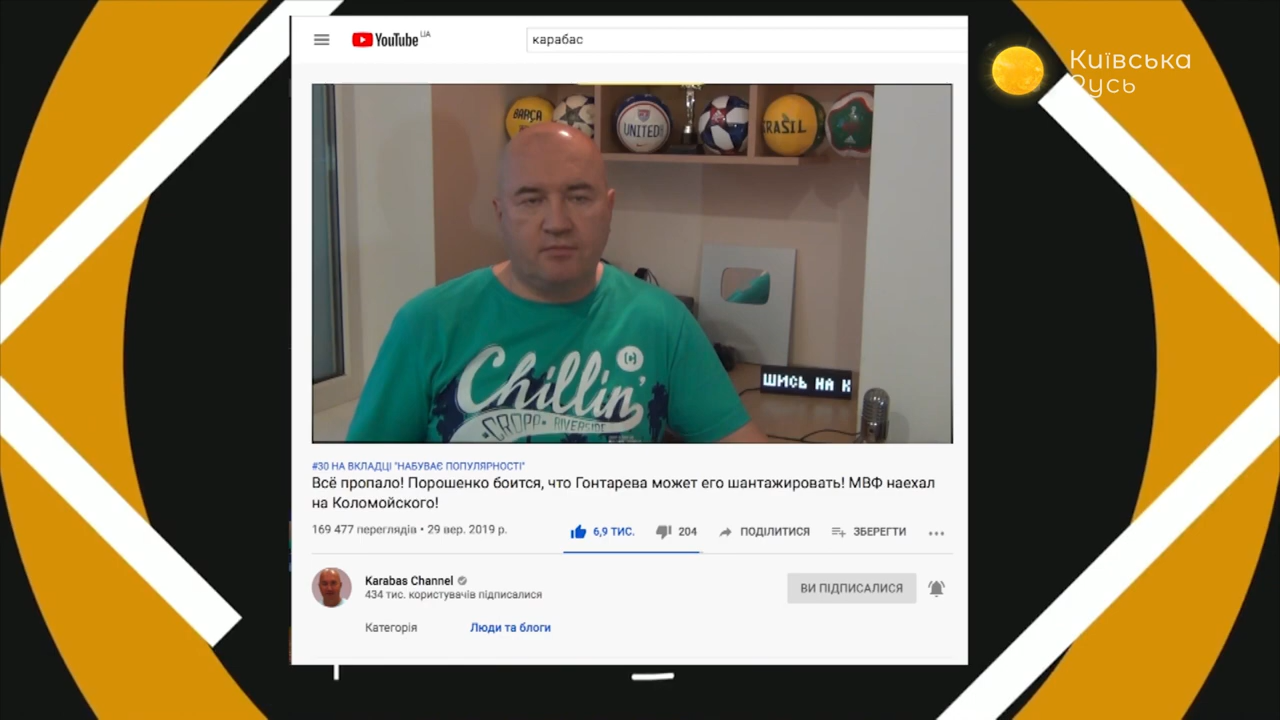 YouTube UA
карабас
Київська
Русь
BARÇA
UNITED
BRASIL
Chillin'
CROPP • RIVERSIDE
ШИСЬ НА К
#30 НА ВКЛАДЦІ "НАБУВАЄ ПОПУЛЯРНОСТІ"
Всё пропало! Порошенко боится, что Гонтарева может его шантажировать! МВФ наехал
на Коломойского!
169 477 переглядів • 29 вер. 2019 р.
6,9 ТИС.
204
ПОДІЛИТИСЯ
ЗБЕРЕГТИ
Karabas Channel
434 тис. користувачів підписалися
ВИ ПІДПИСАЛИСЯ
Категорія
Люди та блоги